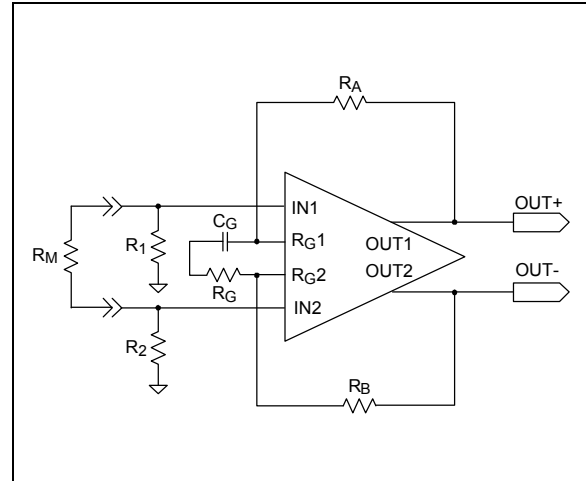 RA
OUT+
IN1
CG
R1
RG1
OUT1
RM
RG2
OUT2
OUT-
RG
IN2
R2
RB